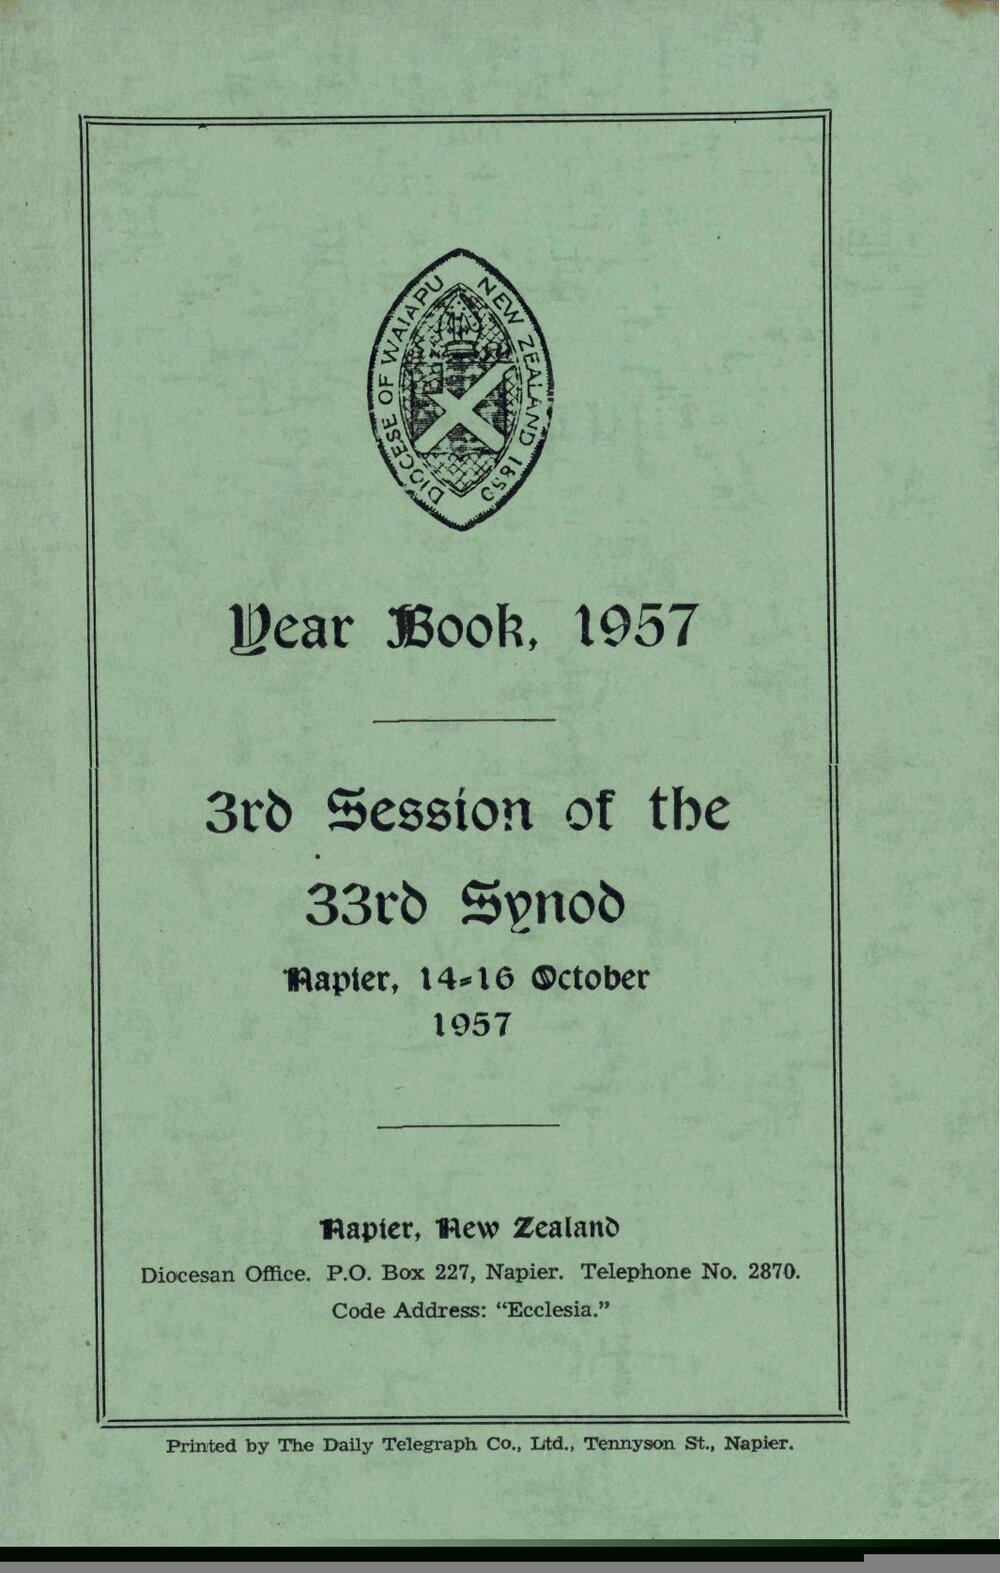 DIOCESE OF WAIAPU NEW ZEALAND 1859
Year Book, 1957
3rd Session of the
33rd Synod
Napier, 14-16 October
1957
Napier, New Zealand
Diocesan Office. P.O. Box 227, Napier. Telephone No. 2870.
Code Address: “Ecclesia.”
Printed by The Daily Telegraph Co., Ltd., Tennyson St., Napier.